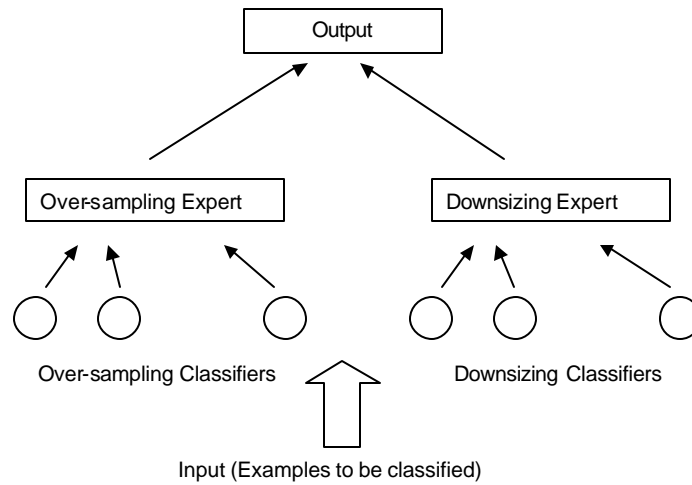 Output
Over-sampling Expert
Downsizing Expert
Over-sampling Classifiers
Downsizing Classifiers
Input (Examples to be classified)